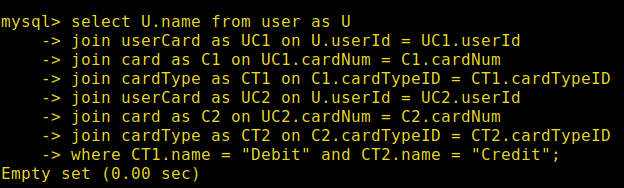 mysql> select U.name from user as U
    -> join userCard as UC1 on U.userId = UC1.userId
    -> join card as C1 on UC1.cardNum = C1.cardNum
    -> join cardType as CT1 on C1.cardTypeID = CT1.cardTypeID
    -> join userCard as UC2 on U.userId = UC2.userId
    -> join card as C2 on UC2.cardNum = C2.cardNum
    -> join cardType as CT2 on C2.cardTypeID = CT2.cardTypeID
    -> where CT1.name = "Debit" and CT2.name = "Credit";
Empty set (0.00 sec)